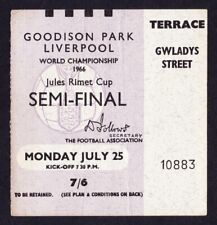 GOODISON PARK
LIVERPOOL
WORLD CHAMPIONSHIP
1966
Jules Rimet Cup
SEMI-FINAL
D Follows
SECRETARY
THE FOOTBALL ASSOCIATION
MONDAY JULY 25
KICK-OFF 7 30 P.M.
7/6
TO BE RETAINED. (SEE PLAN & CONDITIONS ON BACK)
TERRACE
GWLADYS
STREET
10883